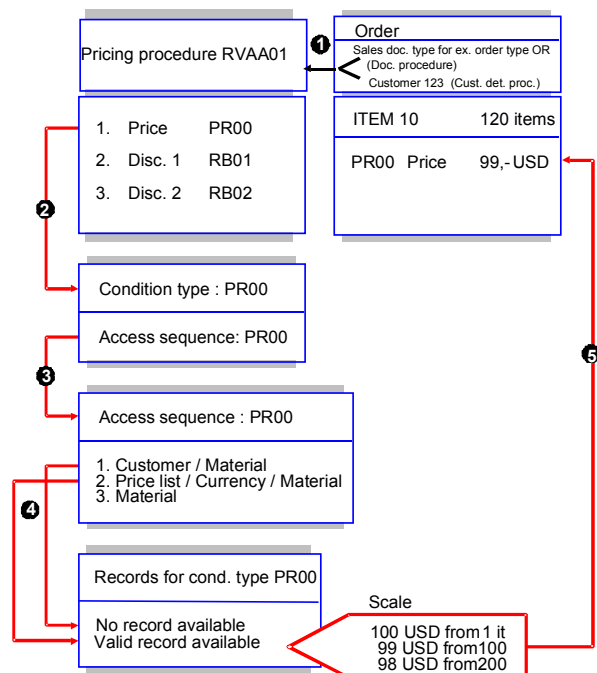 Pricing procedure RVAA01
1
Order
Sales doc. type for ex. order type OR
(Doc. procedure)
Customer 123 (Cust. det. proc.)
1. Price PR00
2. Disc. 1 RB01
3. Disc. 2 RB02
ITEM 10 120 items
PR00 Price 99,- USD
2
Condition type : PR00
Access sequence: PR00
3
Access sequence : PR00
1. Customer / Material
2. Price list / Currency / Material
3. Material
4
5
Records for cond. type PR00
No record available
Valid record available
Scale
100 USD from 1 it
99 USD from100
98 USD from200